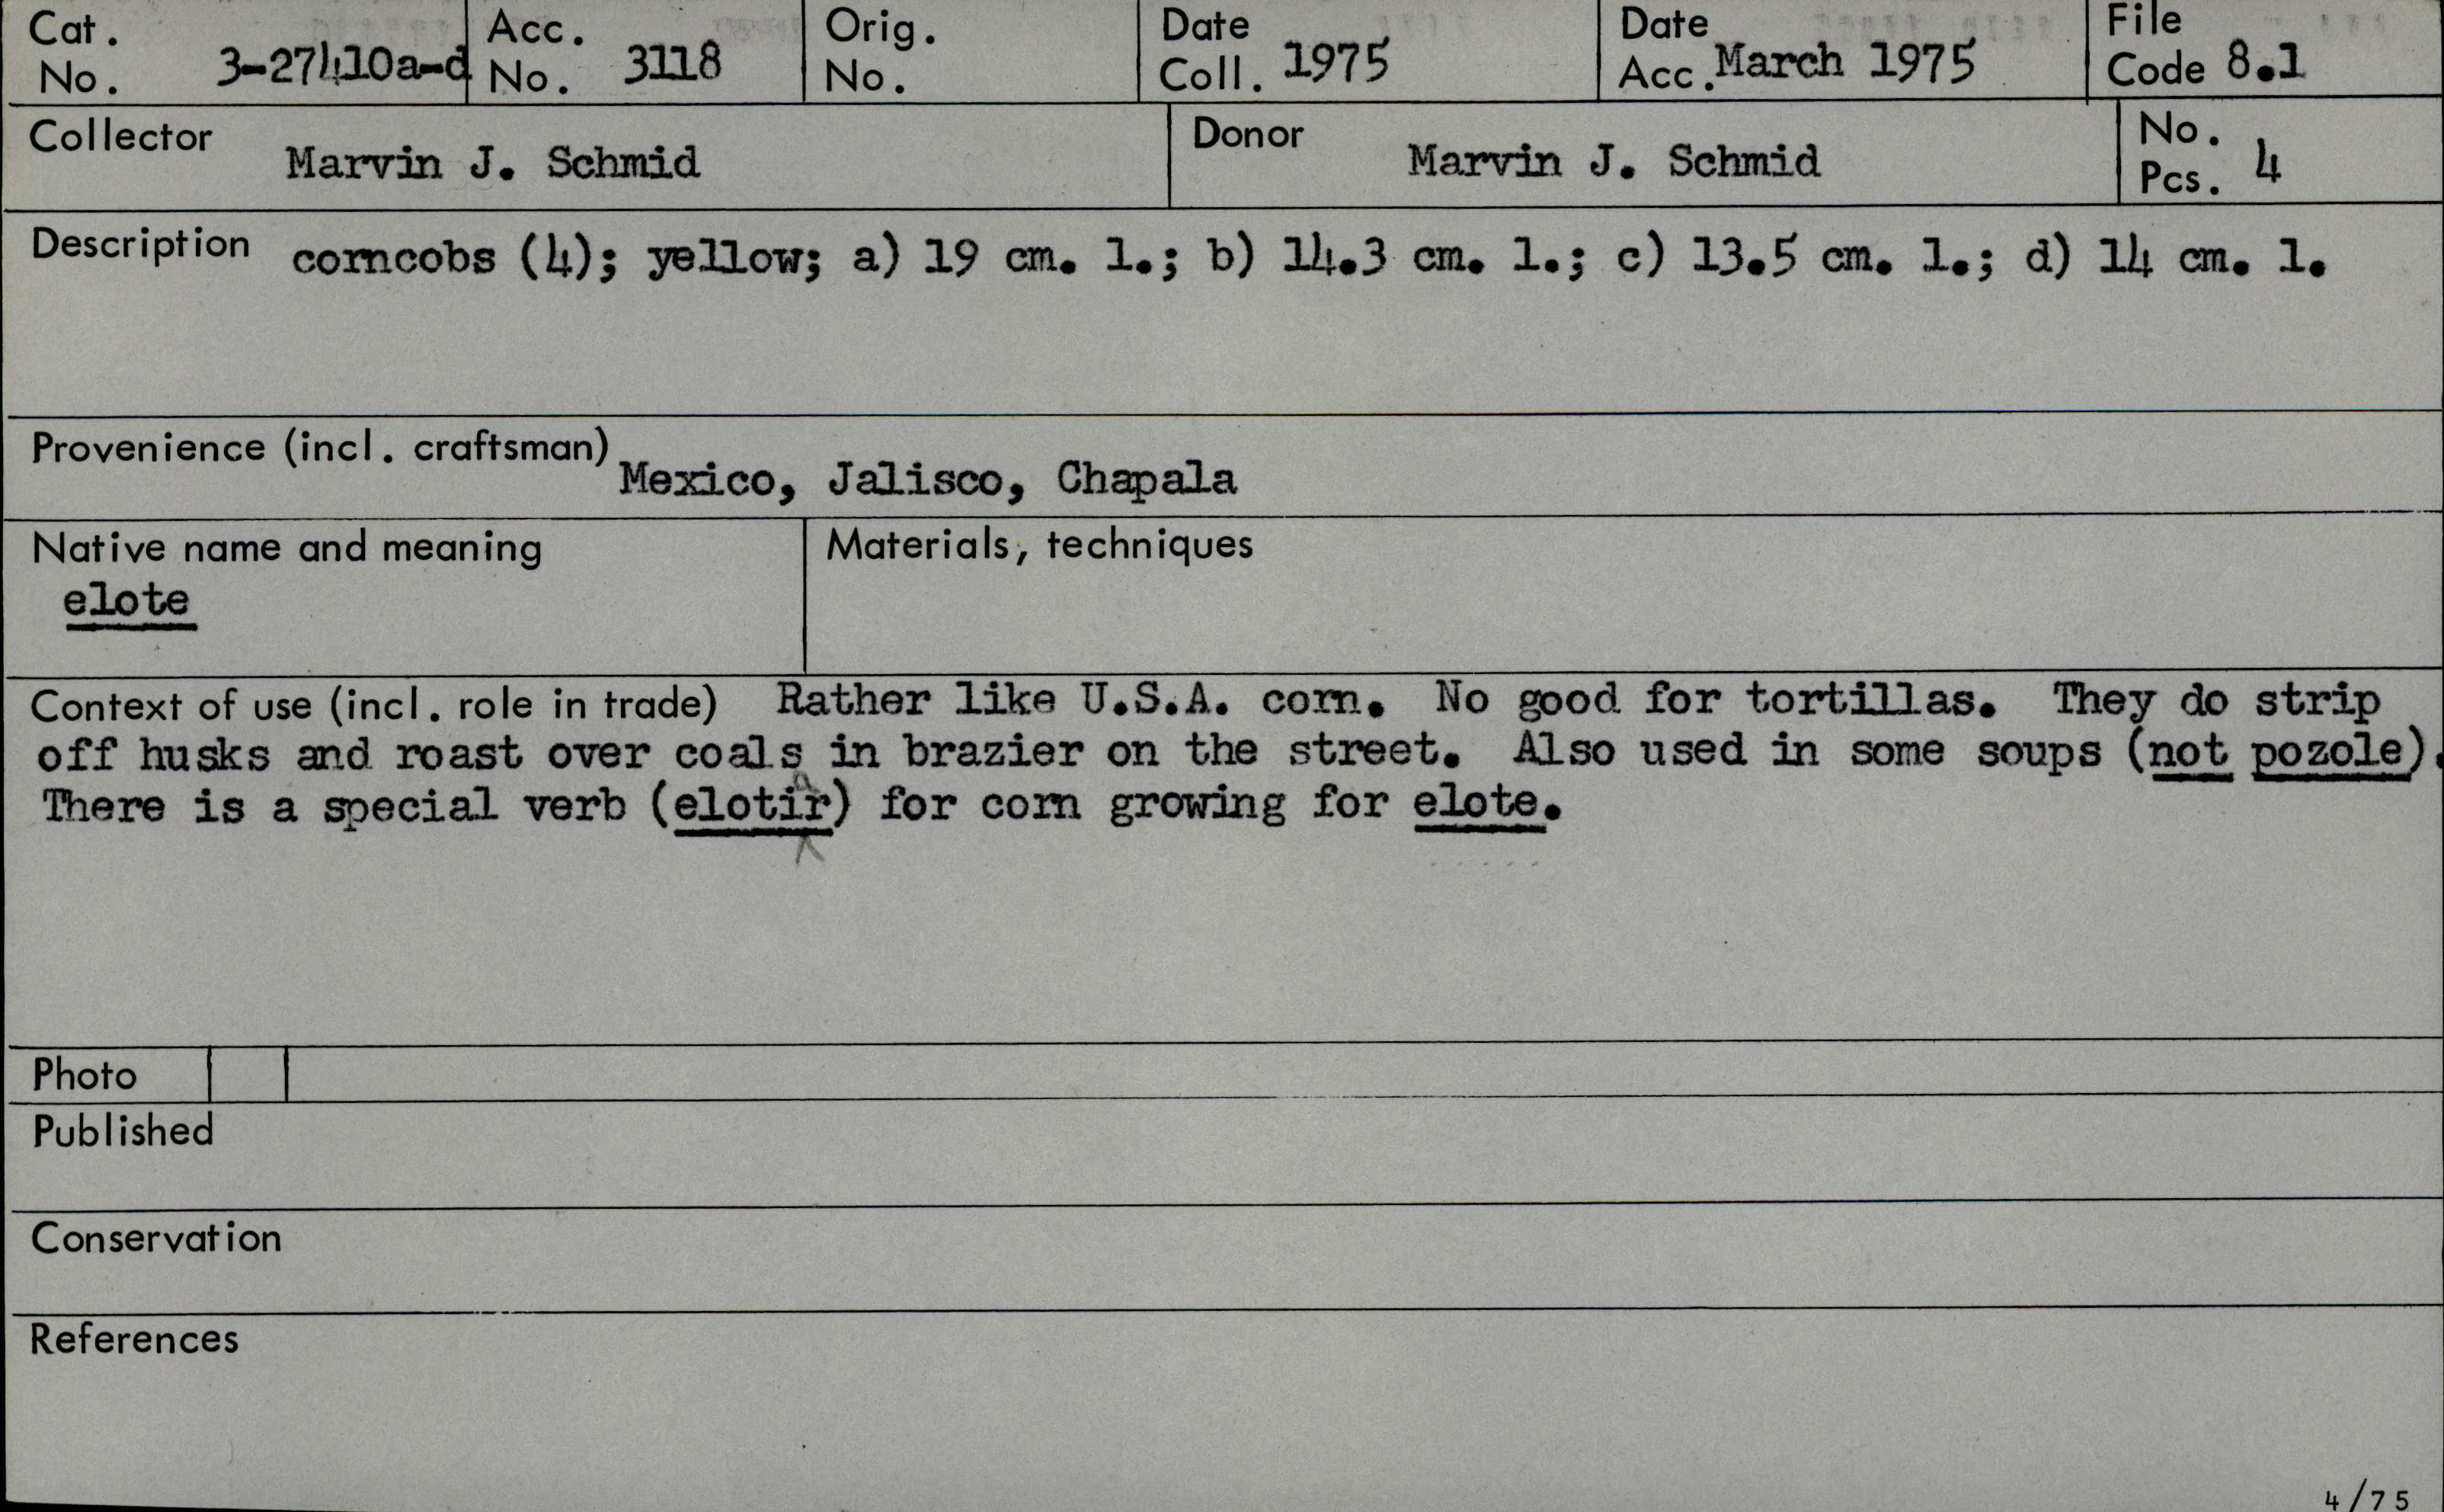 Cat. No. 3-27410a-d Acc. No. 3118 Orig. No. Date Coll. 1975 Date Acc. March 1975 File Code 8.1
Collector Marvin J. Schmid Donor Marvin J. Schmid No. Pcs. 4
Description corncobs (4); yellow; a) 19 cm. l.; b) 14.3 cm. l.; c) 13.5 cm. l.; d) 14 cm. l.
Provenience (incl. craftsman) Mexico, Jalisco, Chapala
Native name and meaning Materials, techniques
elote
Context of use (incl. role in trade) Rather like U.S.A. corn. No good for tortillas. They do strip
off husks and roast over coals in brazier on the street. Also used in some soups (not pozole).
There is a special verb (elotir) for corn growing for elote.
Photo
Published
Conservation
References
4/75